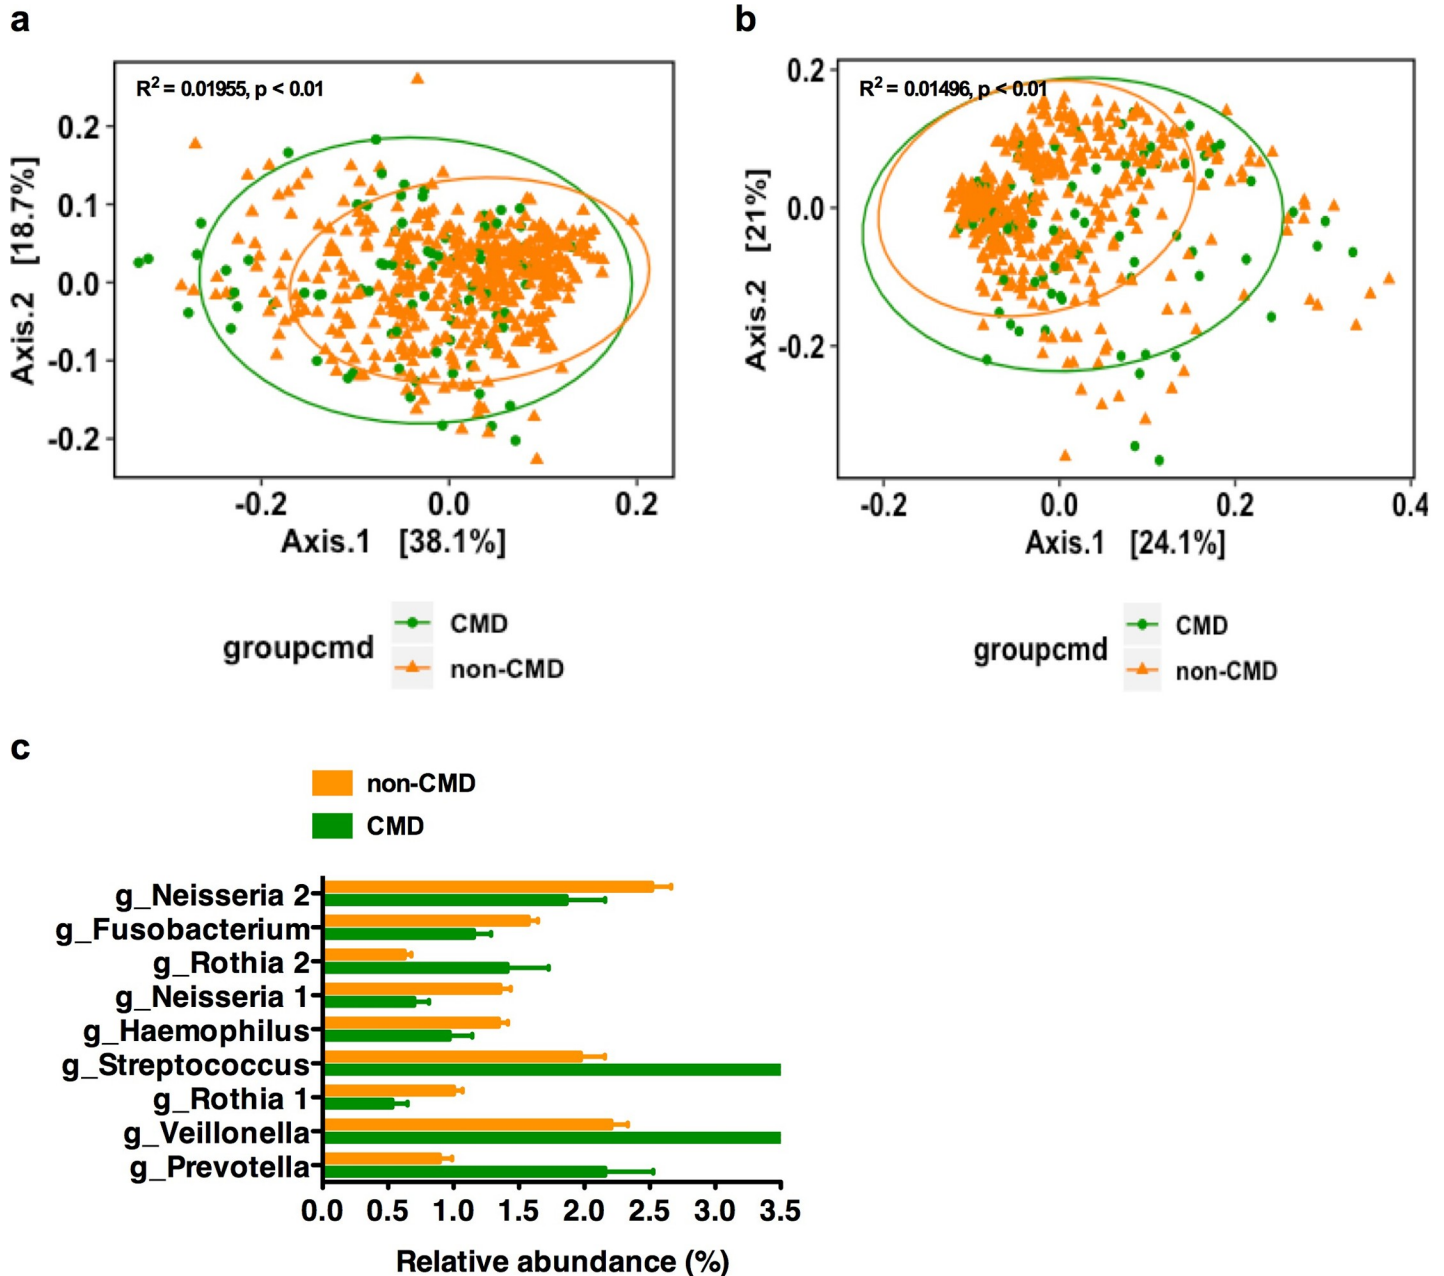 a
R2 = 0.01955, p < 0.01
0.2
0.1
0.0
-0.1
-0.2
Axis.2 [18.7%]
-0.2 0.0 0.2
Axis.1 [38.1%]
groupcmd
CMD
non-CMD
b
R2 = 0.01496, p < 0.01
0.2
0.0
-0.2
Axis.2 [21%]
-0.2 0.0 0.2 0.4
Axis.1 [24.1%]
groupcmd
CMD
non-CMD
c
non-CMD
CMD
g_Neisseria 2
g_Fusobacterium
g_Rothia 2
g_Neisseria 1
g_Haemophilus
g_Streptococcus
g_Rothia 1
g_Veillonella
g_Prevotella
0.0 0.5 1.0 1.5 2.0 2.5 3.0 3.5
Relative abundance (%)